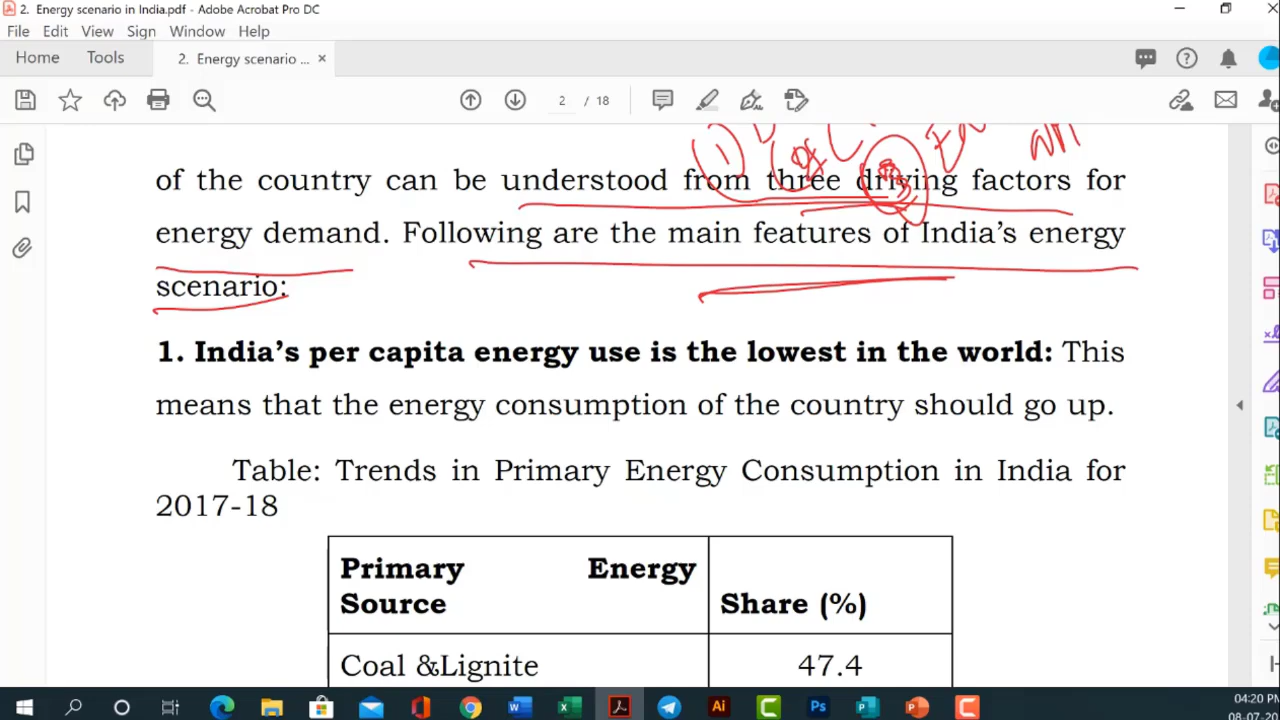 2. Energy scenario in India.pdf - Adobe Acrobat Pro DC
File Edit View Sign Window Help
Home Tools 2. Energy scenario ... ×
2 / 18
of the country can be understood from three driving factors for
energy demand. Following are the main features of India's energy
scenario:
1. India's per capita energy use is the lowest in the world: This
means that the energy consumption of the country should go up.
Table: Trends in Primary Energy Consumption in India for
2017-18
Primary Energy
Source
Share (%)
Coal &Lignite 47.4
04:20 PM